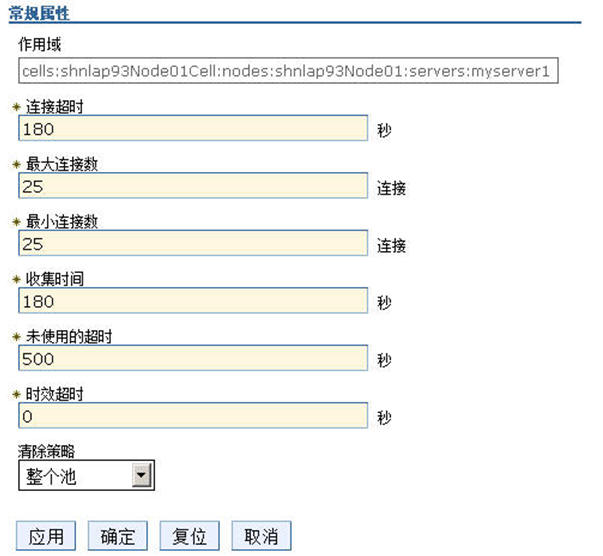 常规属性
作用域
cells:shnlap93Node01Cell:nodes:shnlap93Node01:servers:myserver1
* 连接超时
180 秒
* 最大连接数
25 连接
* 最小连接数
25 连接
* 收集时间
180 秒
* 未使用的超时
500 秒
* 时效超时
0 秒
清除策略
整个池
应用 确定 复位 取消